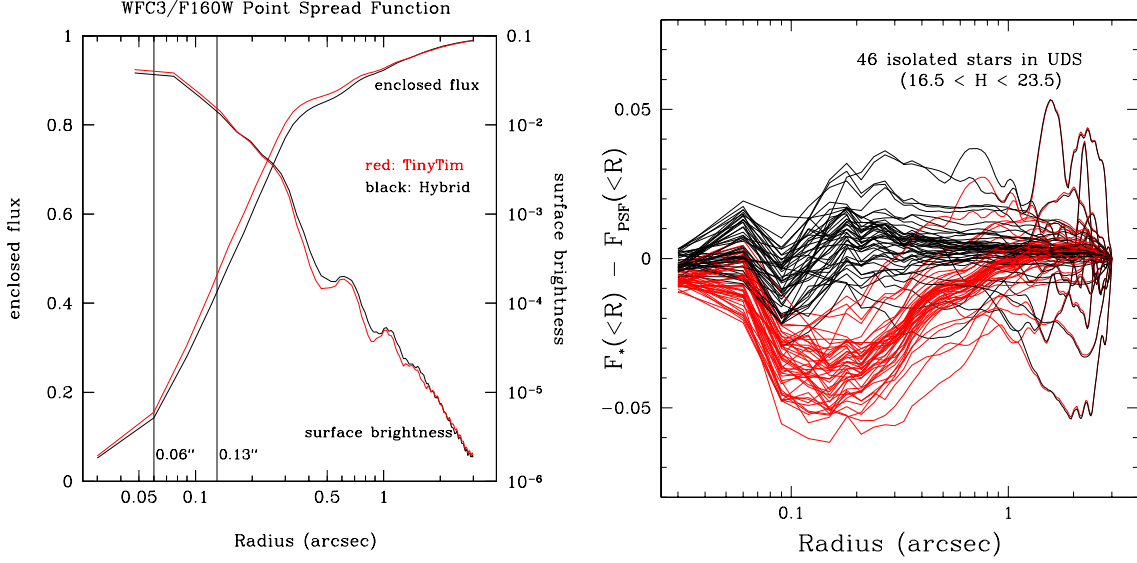 WFC3/F160W Point Spread Function
1
0.8
0.6
0.4
0.2
0
enclosed flux
0.1
10⁻²
10⁻³
10⁻⁴
10⁻⁵
10⁻⁶
surface brightness
enclosed flux
red: TinyTim
black: Hybrid
surface brightness
0.06"
0.13"
0.05
0.1
0.5
1
Radius (arcsec)
46 isolated stars in UDS
(16.5 < H < 23.5)
0.05
0
−0.05
F_*(<R) − F_PSF(<R)
0.1
1
Radius (arcsec)